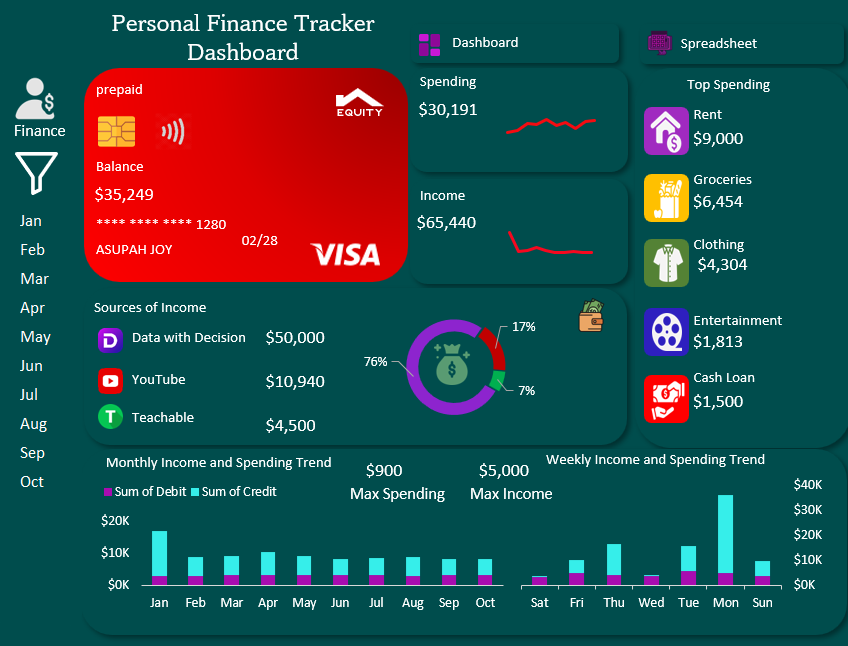 Personal Finance Tracker
Dashboard
Dashboard
Spreadsheet
Finance
Jan
Feb
Mar
Apr
May
Jun
Jul
Aug
Sep
Oct
prepaid
EQUITY
Balance
$35,249
**** **** **** 1280
02/28
ASUPAH JOY
VISA
Spending
$30,191
Income
$65,440
Top Spending
Rent
$9,000
Groceries
$6,454
Clothing
$4,304
Entertainment
$1,813
Cash Loan
$1,500
Sources of Income
D
Data with Decision $50,000
YouTube $10,940
T
Teachable $4,500
76%
17%
7%
Monthly Income and Spending Trend
Sum of Debit Sum of Credit
$900
Max Spending
$5,000
Max Income
$20K
$10K
$0K
Jan Feb Mar Apr May Jun Jul Aug Sep Oct
Weekly Income and Spending Trend
$40K
$30K
$20K
$10K
$0K
Sat Fri Thu Wed Tue Mon Sun